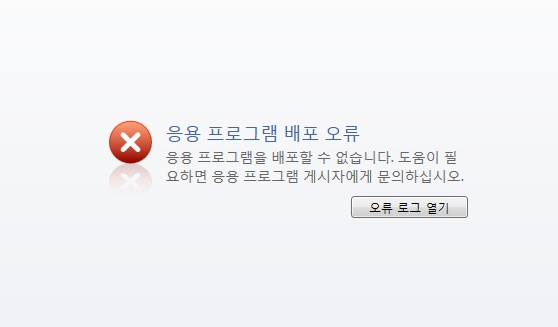 응용 프로그램 배포 오류
응용 프로그램을 배포할 수 없습니다. 도움이 필
요하면 응용 프로그램 게시자에게 문의하십시오.
오류 로그 열기